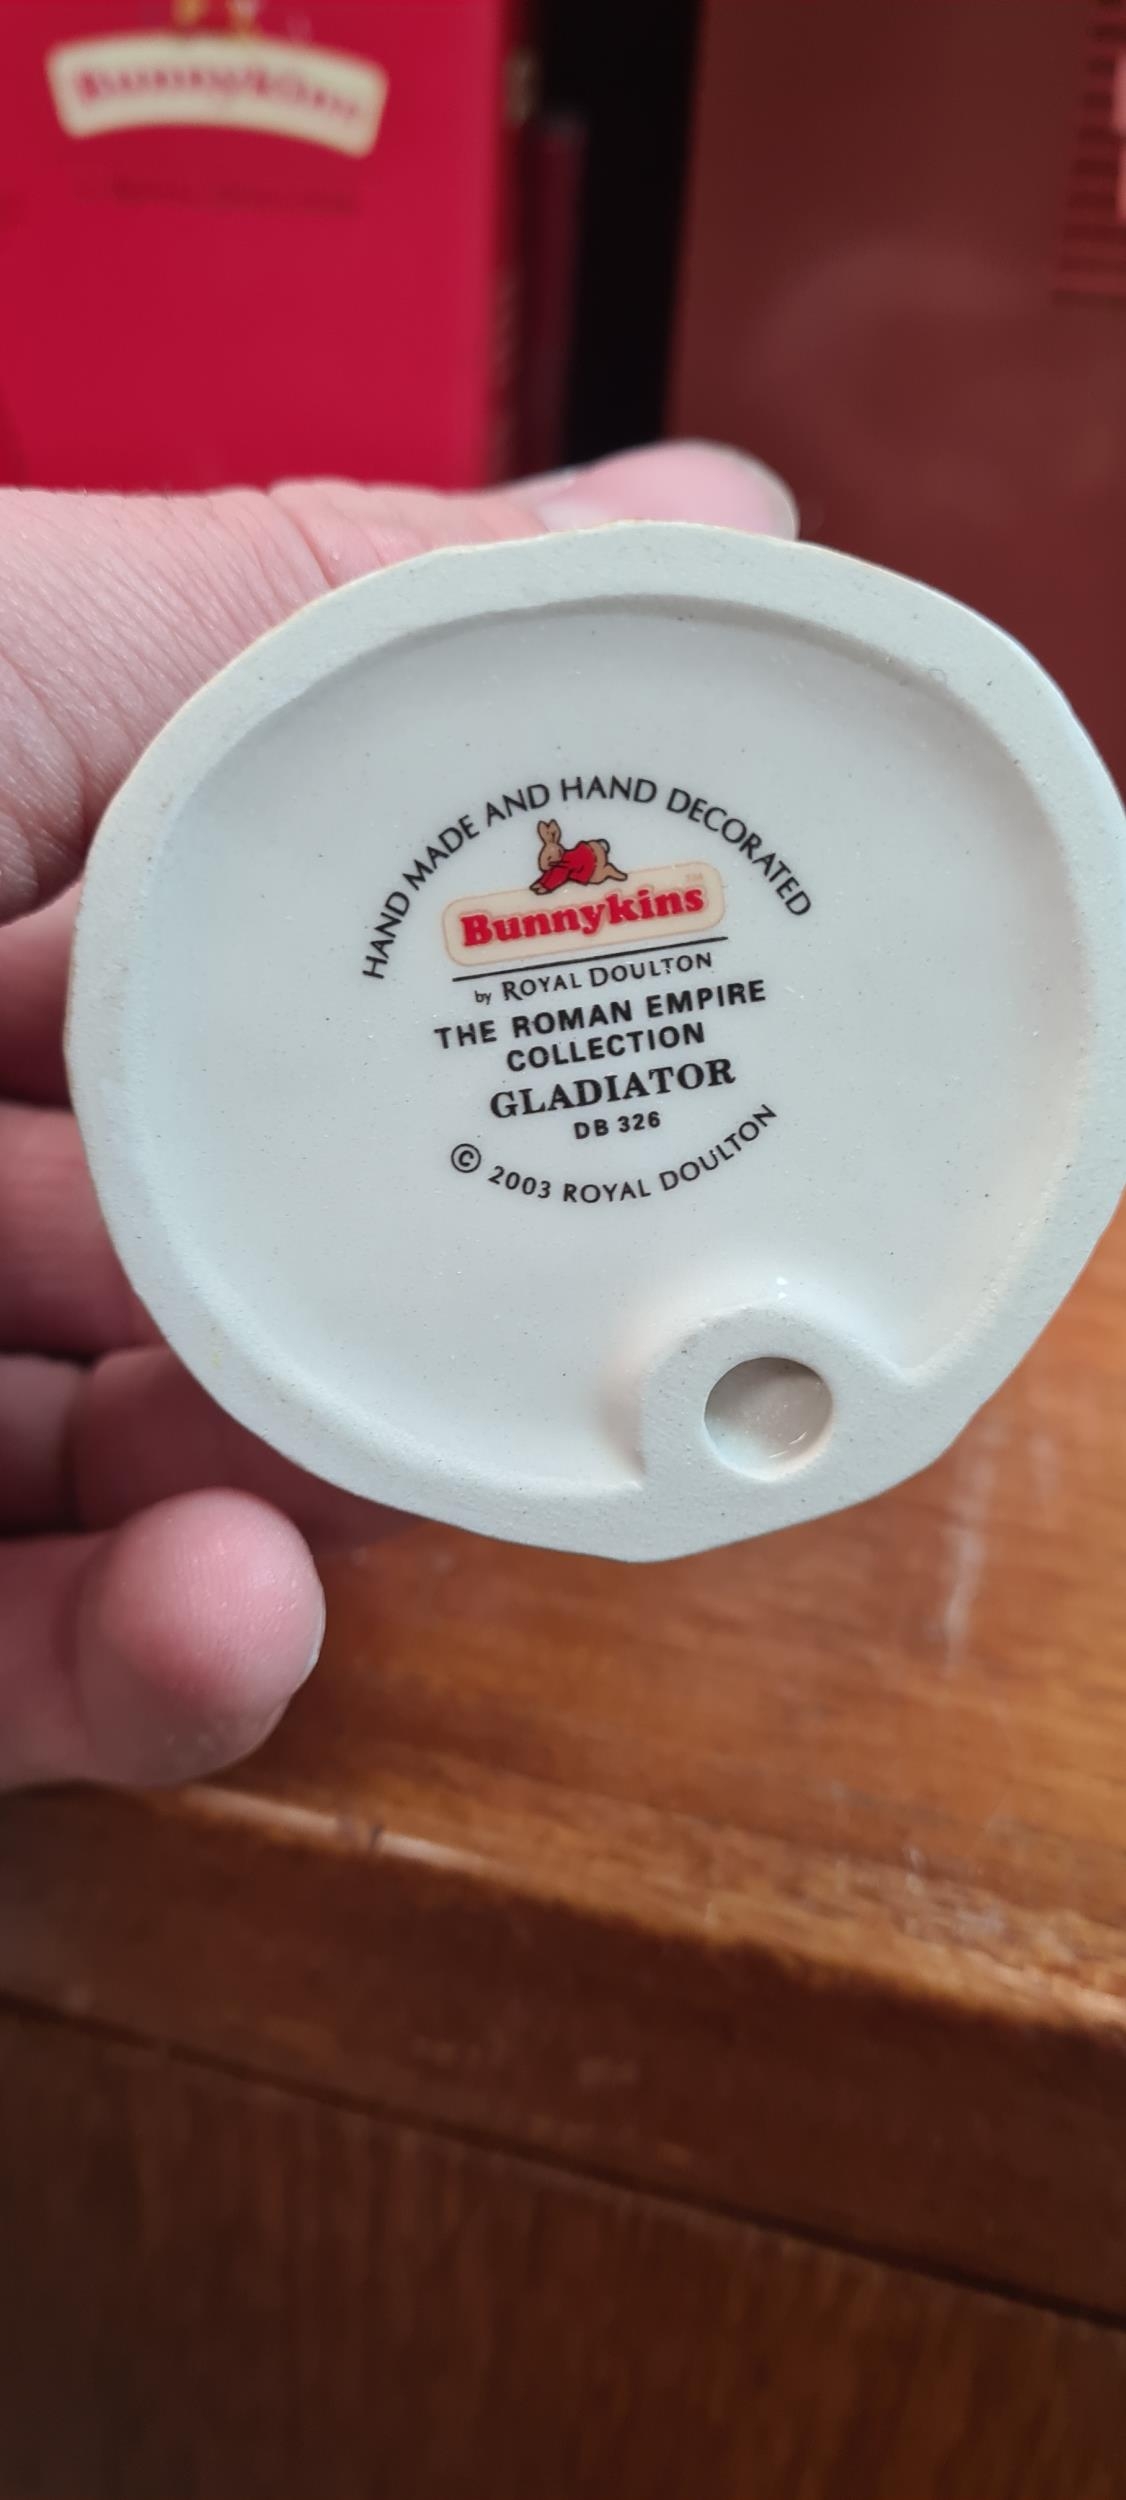 Bunnykins
HAND MADE AND HAND DECORATED
Bunnykins™
by ROYAL DOULTON
THE ROMAN EMPIRE
COLLECTION
GLADIATOR
DB 326
© 2003 ROYAL DOULTON